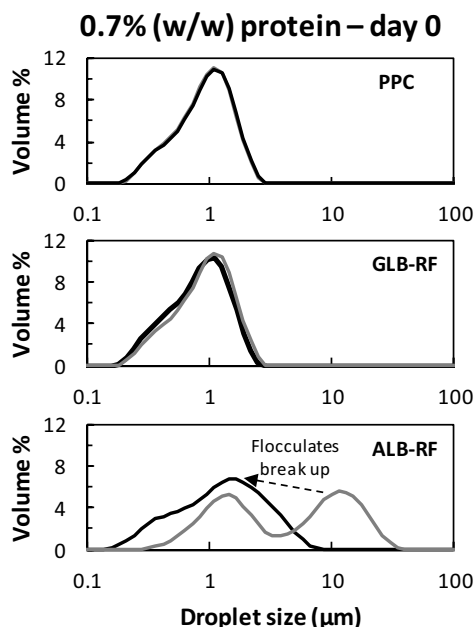 0.7% (w/w) protein – day 0
12
PPC
8
4
0
Volume %
0.1 1 10 100
12
GLB-RF
8
4
0
Volume %
0.1 1 10 100
12
ALB-RF
Flocculates
break up
8
4
0
Volume %
0.1 1 10 100
Droplet size (µm)